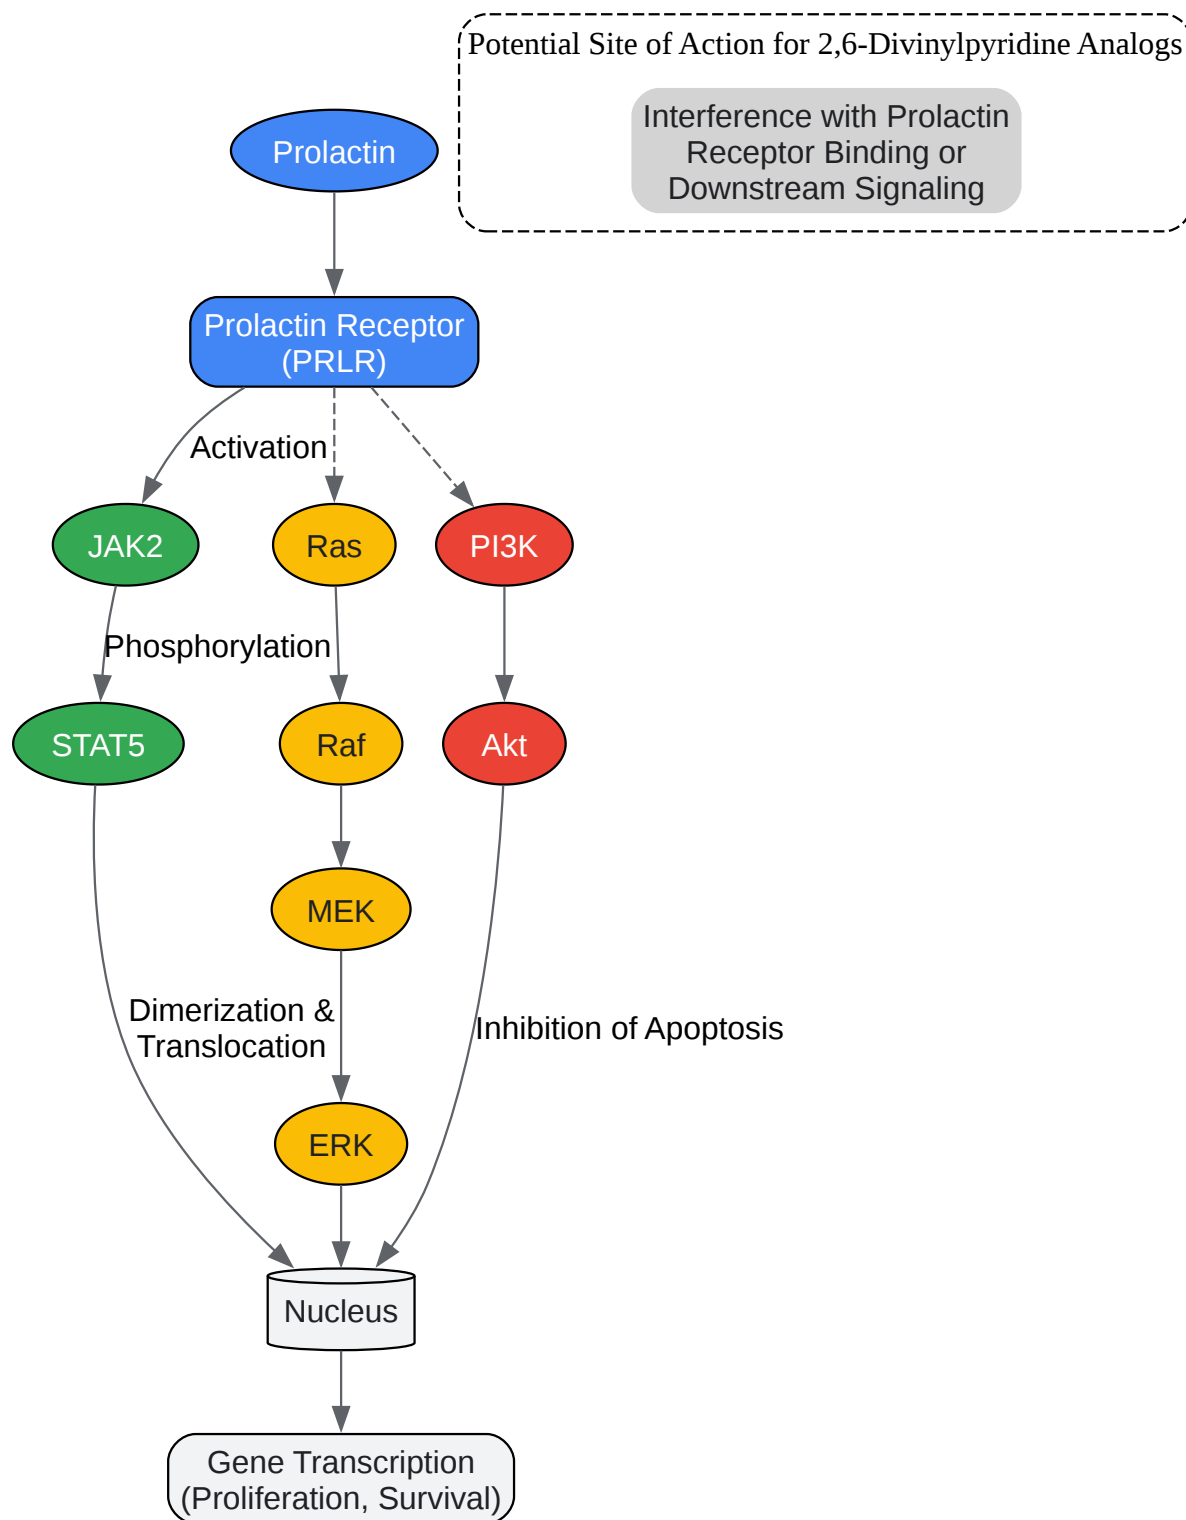 Potential Site of Action for 2,6-Divinylpyridine Analogs
Interference with Prolactin
Receptor Binding or
Downstream Signaling
Prolactin
Prolactin Receptor
(PRLR)
Activation
JAK2
Ras
PI3K
Phosphorylation
STAT5
Raf
Akt
MEK
Dimerization &
Translocation
Inhibition of Apoptosis
ERK
Nucleus
Gene Transcription
(Proliferation, Survival)